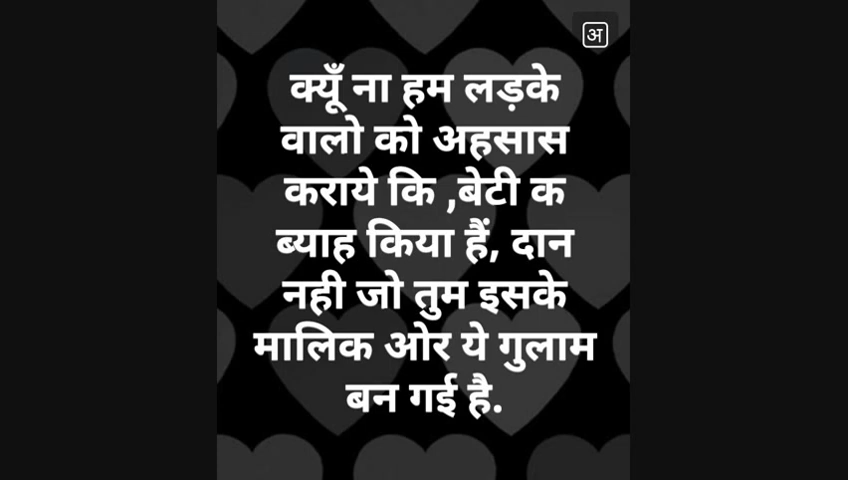 अ
क्यूँ ना हम लड़के
वालो को अहसास
कराये कि ,बेटी क
ब्याह किया हैं, दान
नही जो तुम इसके
मालिक ओर ये गुलाम
बन गई है.